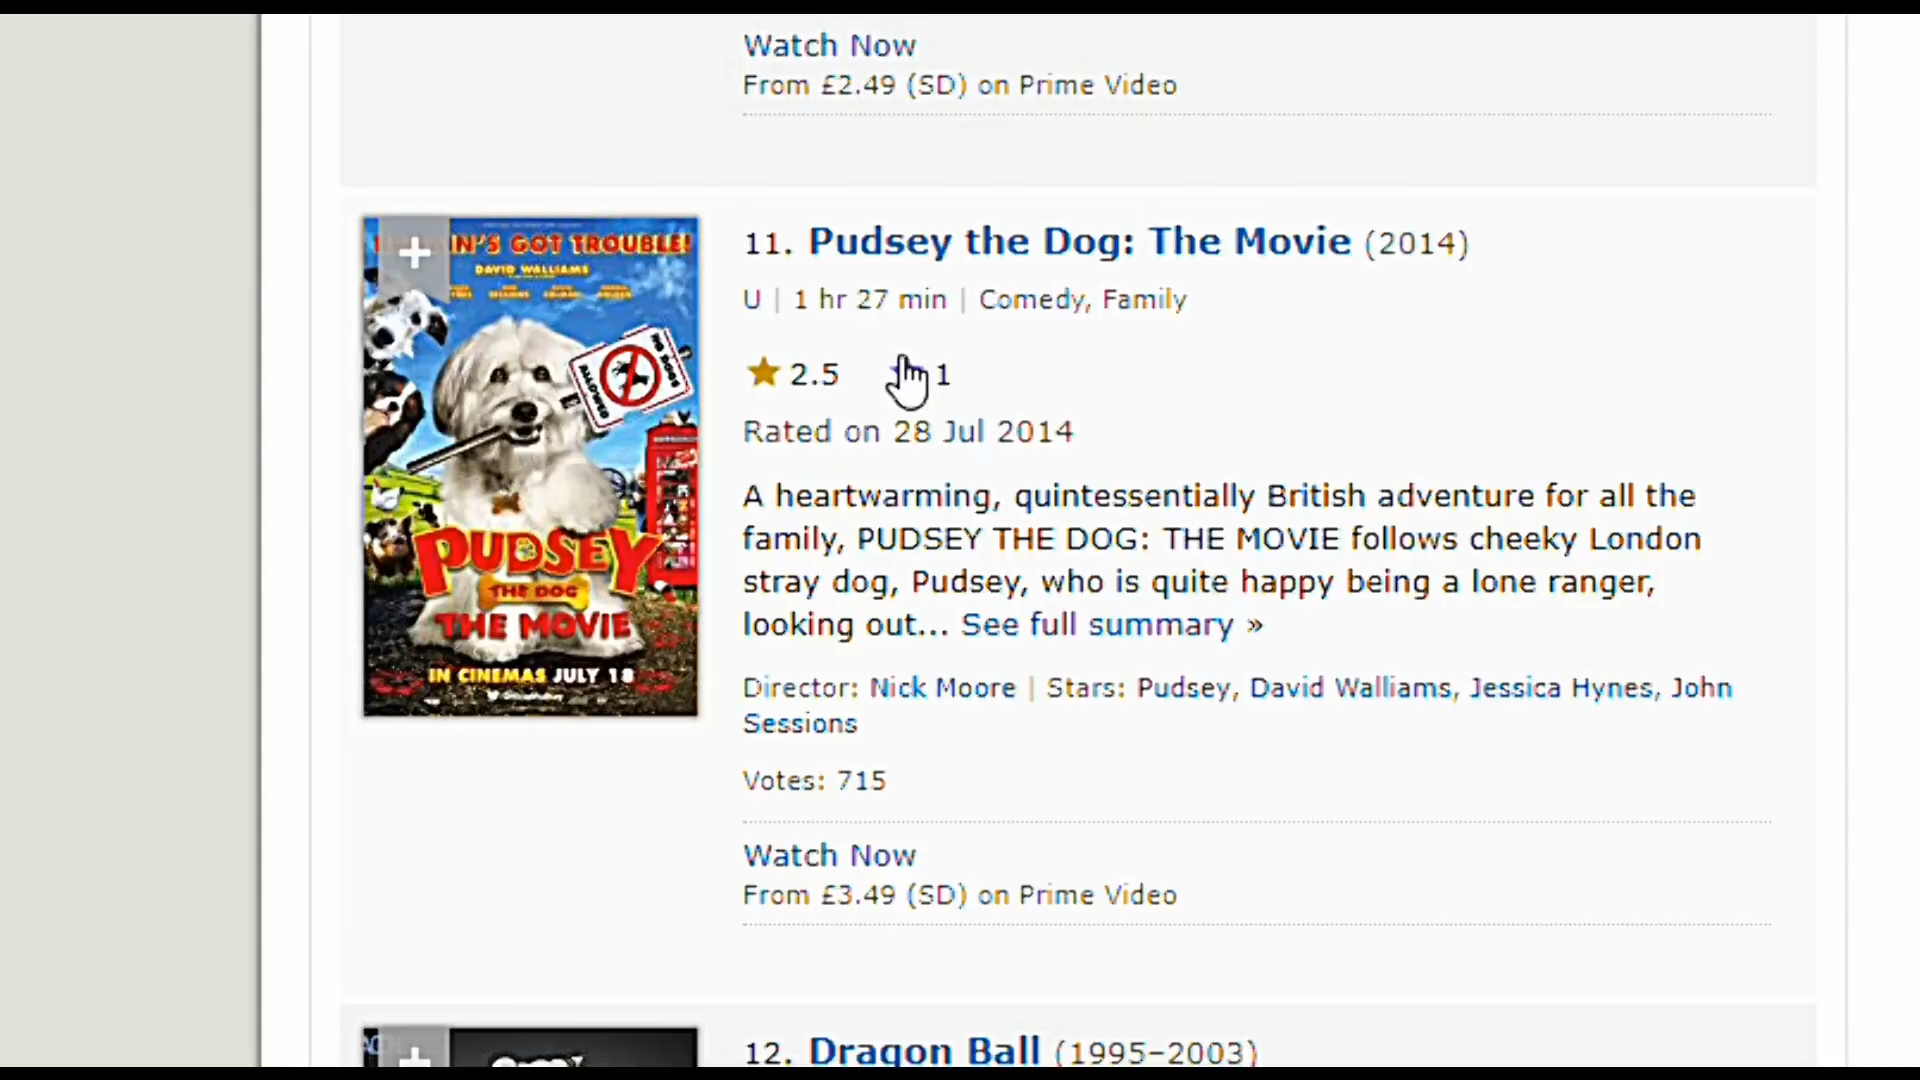 Watch Now
From £2.49 (SD) on Prime Video
IN'S GOT TROUBLE!
DAVID WALLIAMS
PUDSEY
THE DOG
THE MOVIE
IN CINEMAS JULY 18
11. Pudsey the Dog: The Movie (2014)
U | 1 hr 27 min | Comedy, Family
2.5 1
Rated on 28 Jul 2014
A heartwarming, quintessentially British adventure for all the
family, PUDSEY THE DOG: THE MOVIE follows cheeky London
stray dog, Pudsey, who is quite happy being a lone ranger,
looking out... See full summary »
Director: Nick Moore | Stars: Pudsey, David Walliams, Jessica Hynes, John
Sessions
Votes: 715
Watch Now
From £3.49 (SD) on Prime Video
12. Dragon Ball (1995–2003)